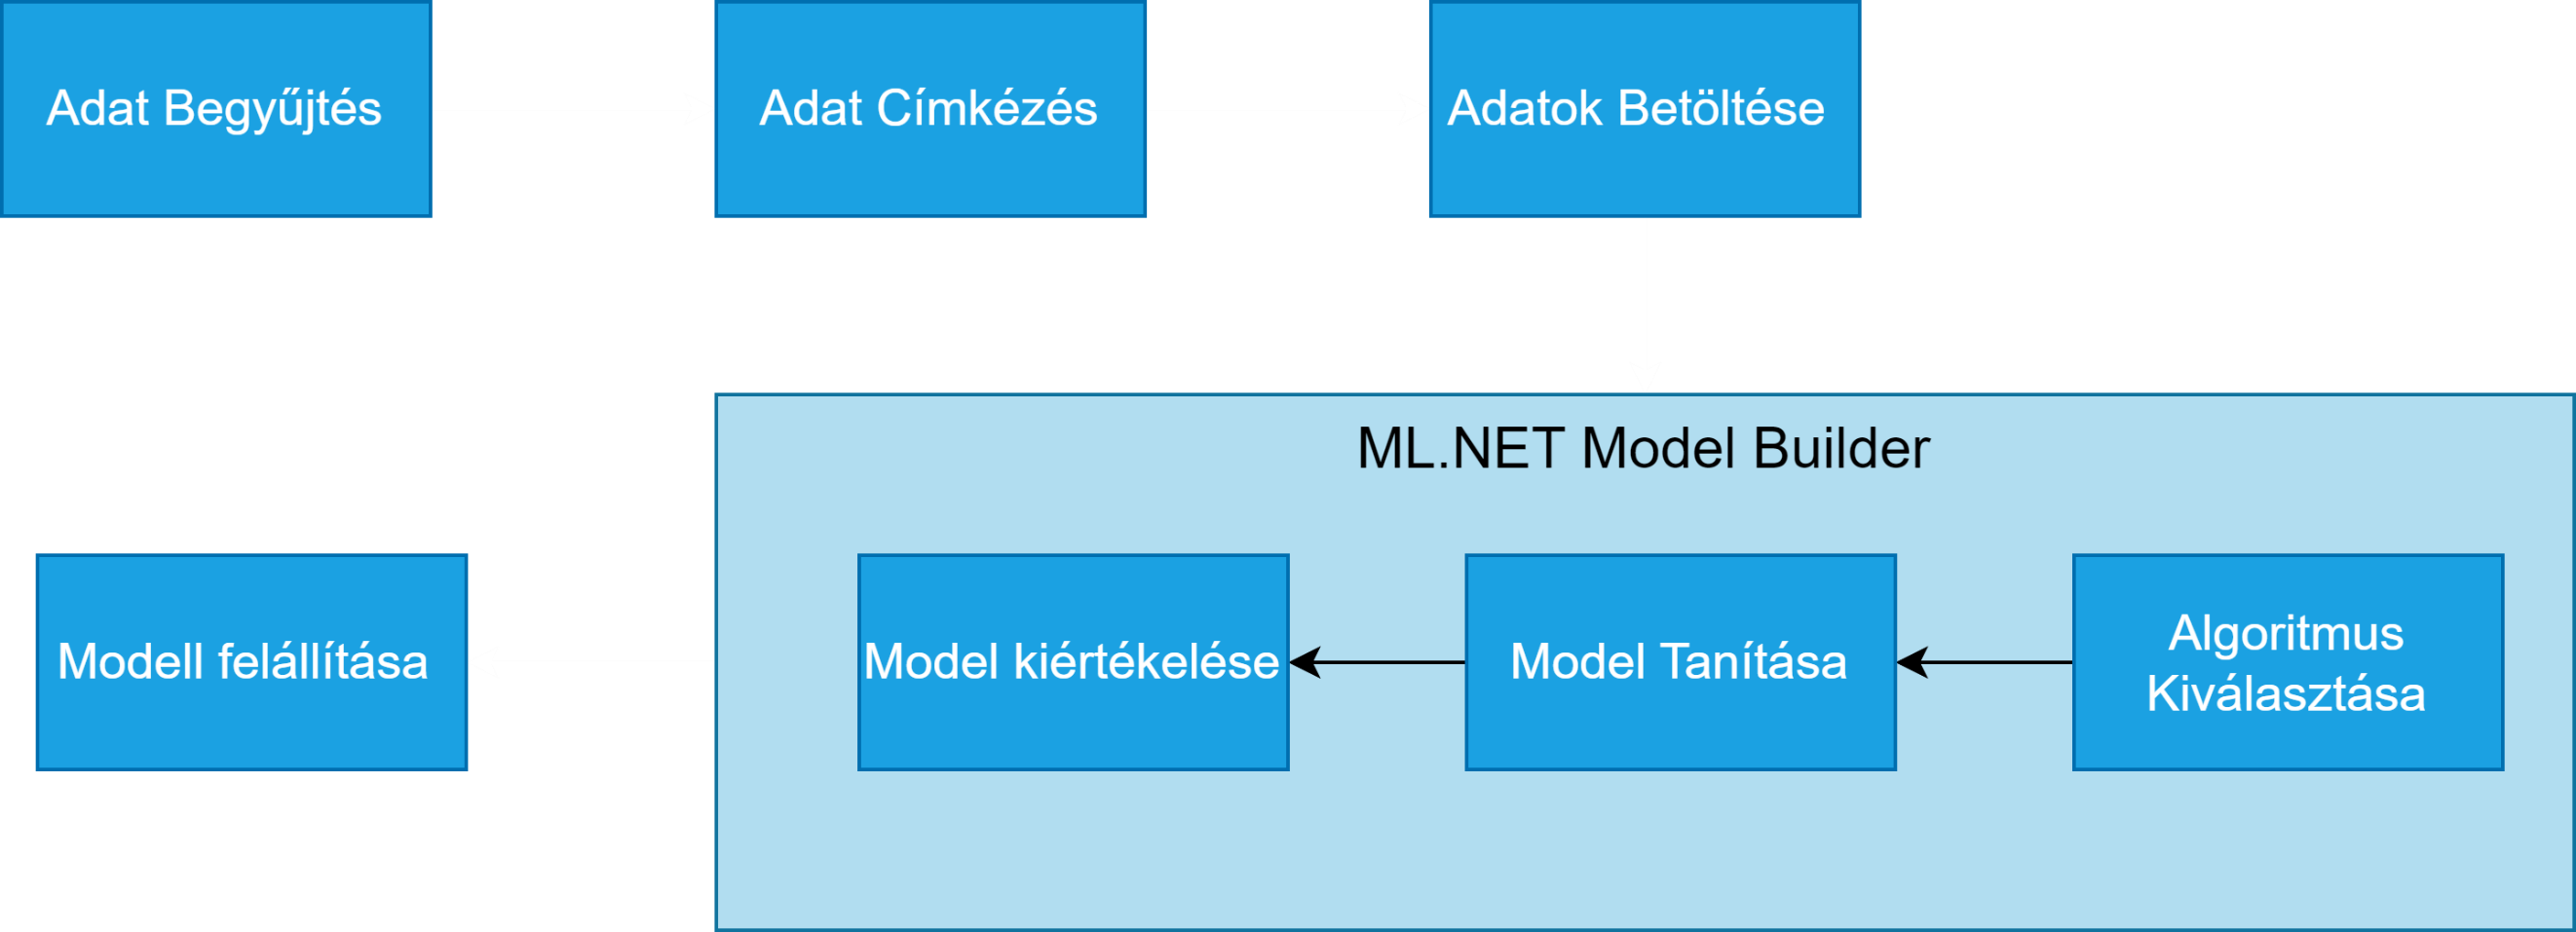 Adat Begyűjtés
Adat Címkézés
Adatok Betöltése
ML.NET Model Builder
Modell felállítása
Model kiértékelése
Model Tanítása
Algoritmus
Kiválasztása